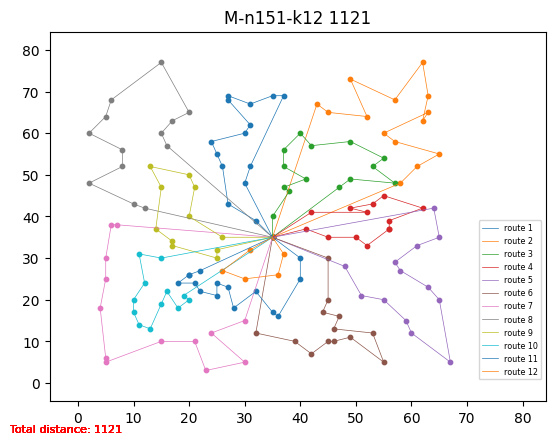 M-n151-k12 1121
80
70
60
50
40
30
20
10
0
route 1
route 2
route 3
route 4
route 5
route 6
route 7
route 8
route 9
route 10
route 11
route 12
0 10 20 30 40 50 60 70 80
Total distance: 1121